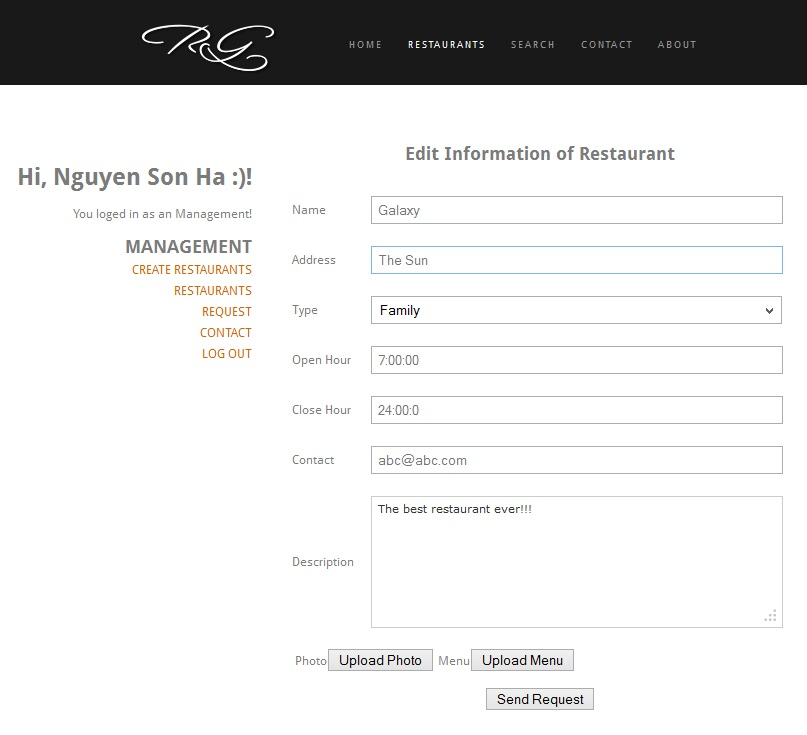 RG
HOME RESTAURANTS SEARCH CONTACT ABOUT
Hi, Nguyen Son Ha :)!
You loged in as an Management!
MANAGEMENT
CREATE RESTAURANTS
RESTAURANTS
REQUEST
CONTACT
LOG OUT
Edit Information of Restaurant
Name Galaxy
Address The Sun
Type Family
Open Hour 7:00:00
Close Hour 24:00:0
Contact abc@abc.com
Description The best restaurant ever!!!
Photo Upload Photo Menu Upload Menu
Send Request